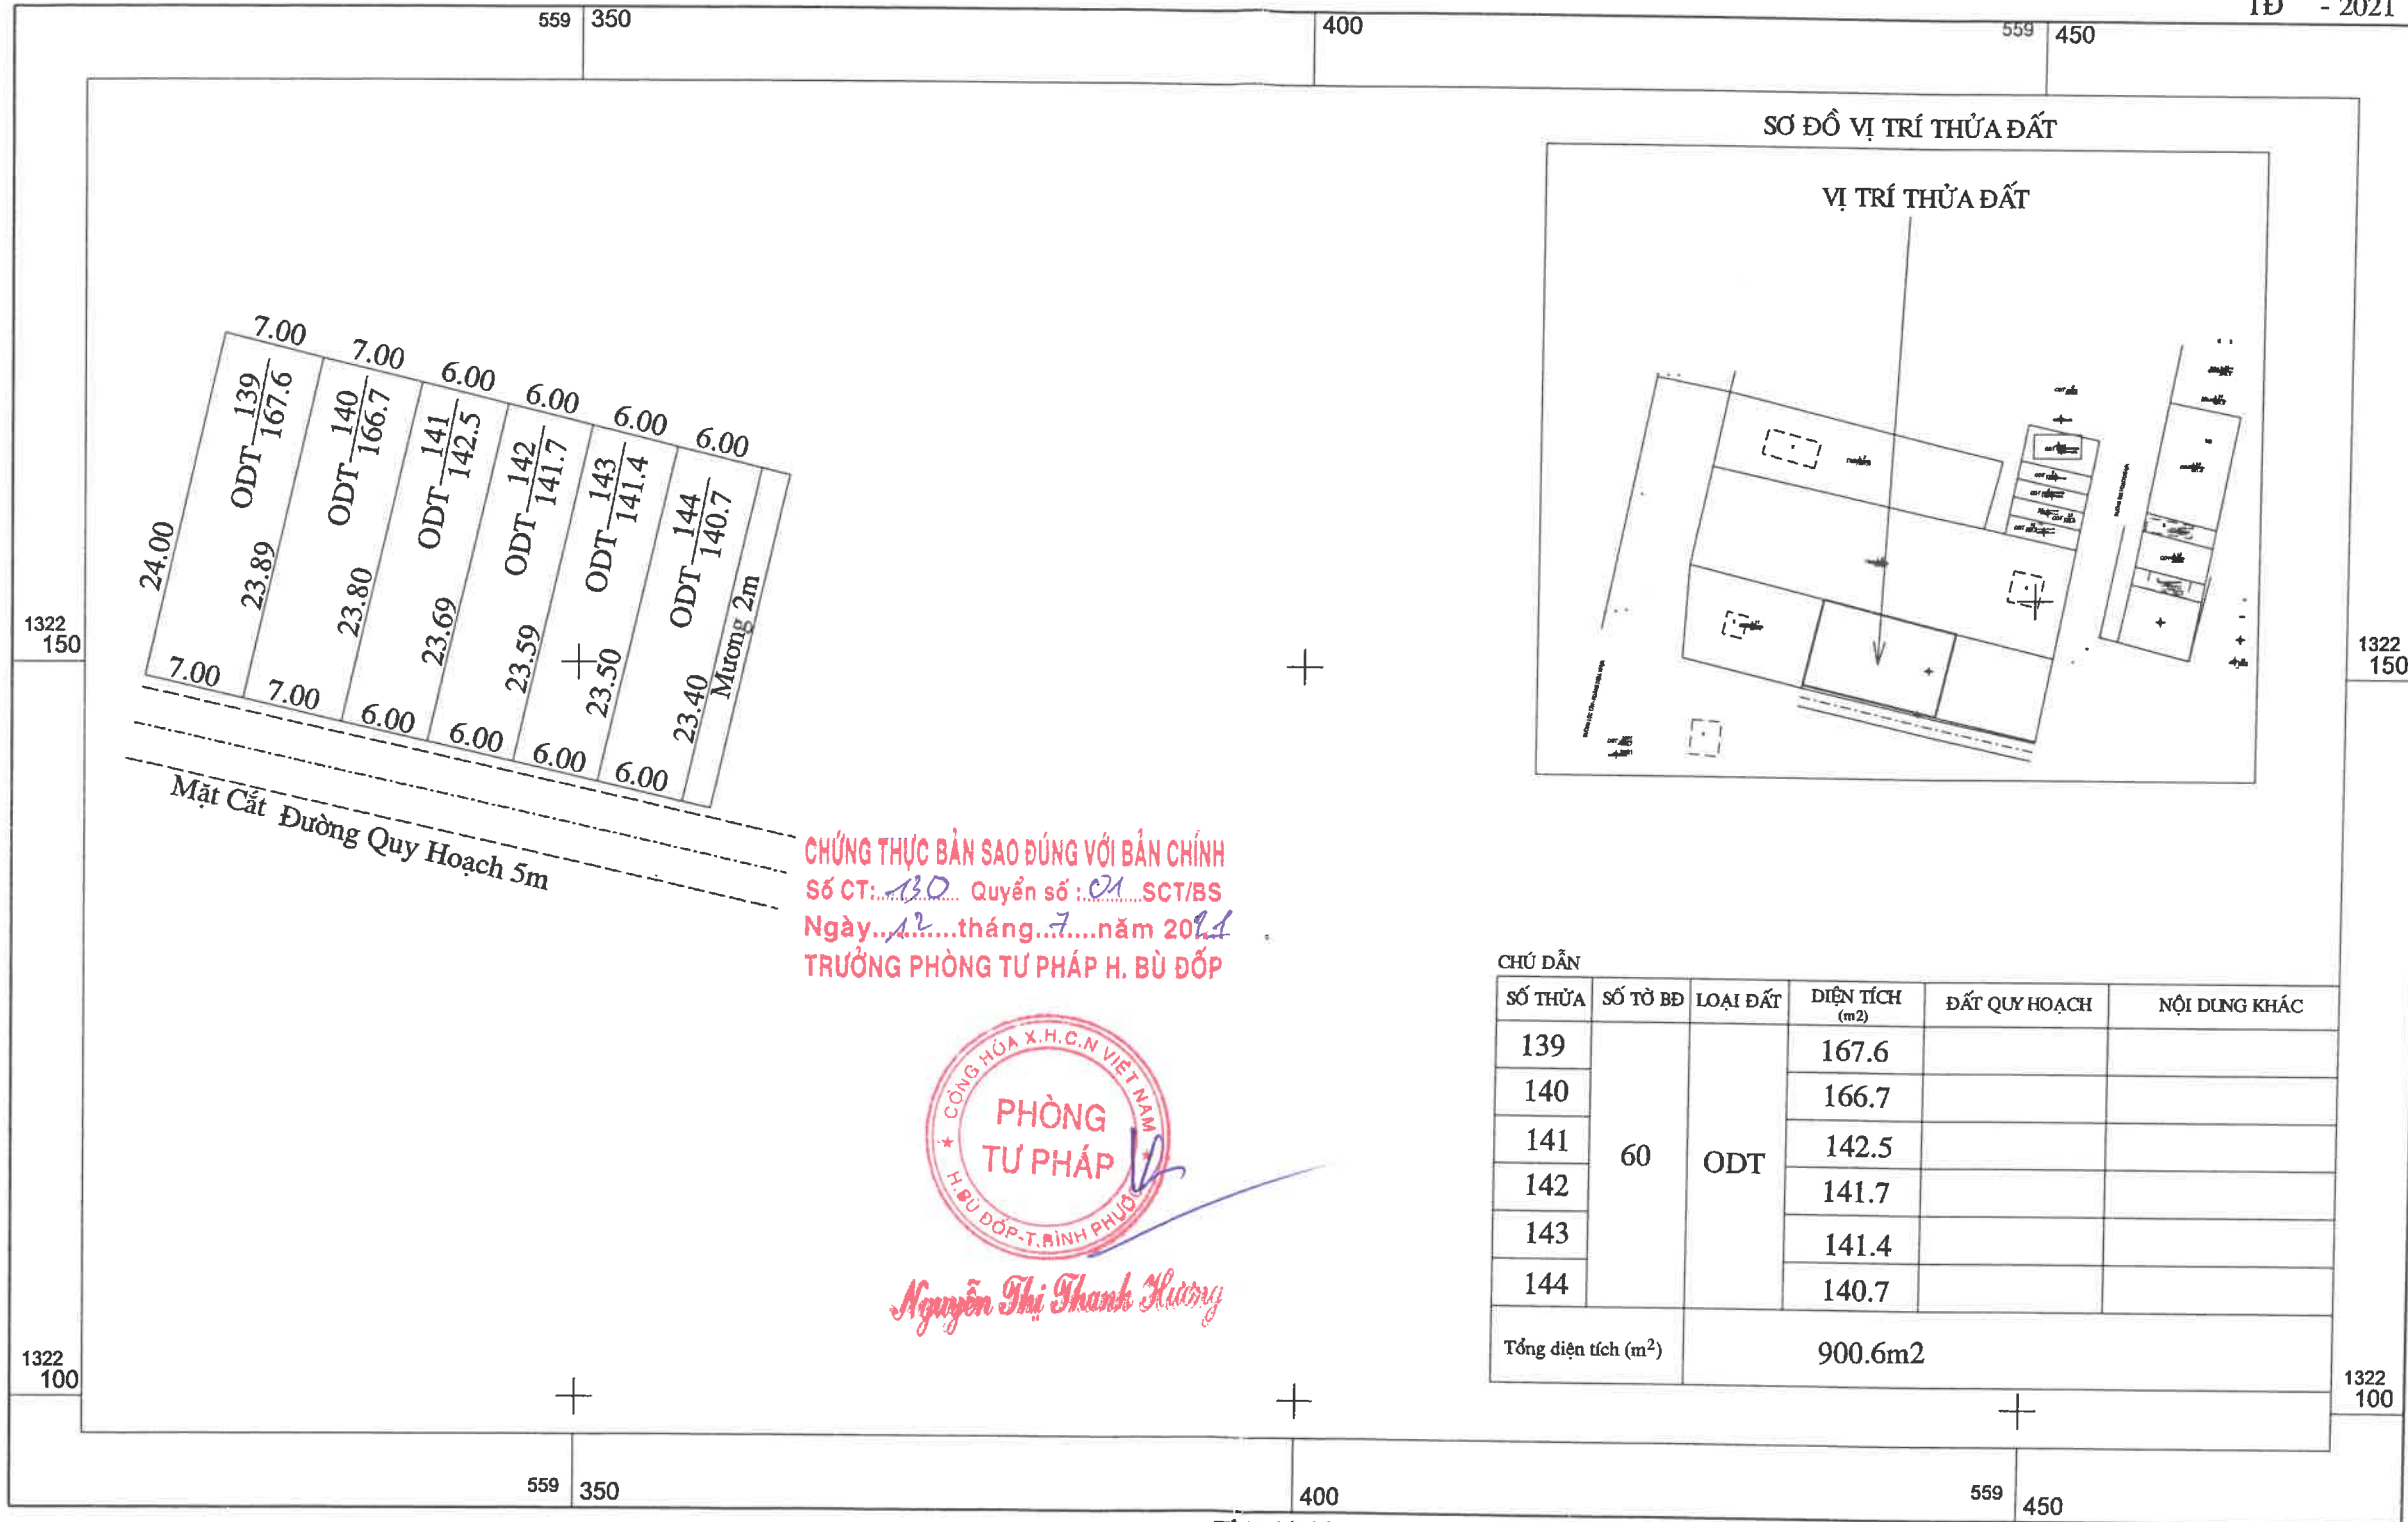 TĐ - 2021
559 350
400
559 450
SƠ ĐỒ VỊ TRÍ THỬA ĐẤT
VỊ TRÍ THỬA ĐẤT
7.00
7.00
6.00
6.00
6.00
6.00
ODT 139 167.6
ODT 140 166.7
ODT 141 142.5
ODT 142 141.7
ODT 143 141.4
ODT 144 140.7
24.00
23.89
23.80
23.69
23.59
23.50
23.40
Mương 2m
7.00
7.00
6.00
6.00
6.00
6.00
Mặt Cắt Đường Quy Hoạch 5m
1322
150
1322
150
CHỨNG THỰC BẢN SAO ĐÚNG VỚI BẢN CHÍNH
Số CT: 130 Quyển số : 01 SCT/BS
Ngày 12 tháng 7 năm 2021
TRƯỞNG PHÒNG TƯ PHÁP H. BÙ ĐỐP
CỘNG HÒA X.H.C.N VIỆT NAM
PHÒNG
TƯ PHÁP
H.BÙ ĐỐP-T.BÌNH PHƯỚC
Nguyễn Thị Thanh Hương
CHÚ DẪN
SỐ THỬA SỐ TỜ BĐ LOẠI ĐẤT DIỆN TÍCH (m2) ĐẤT QUY HOẠCH NỘI DUNG KHÁC
139 167.6
140 166.7
141 142.5
60 ODT
142 141.7
143 141.4
144 140.7
Tổng diện tích (m²) 900.6m2
1322
100
1322
100
559 350
400
559 450